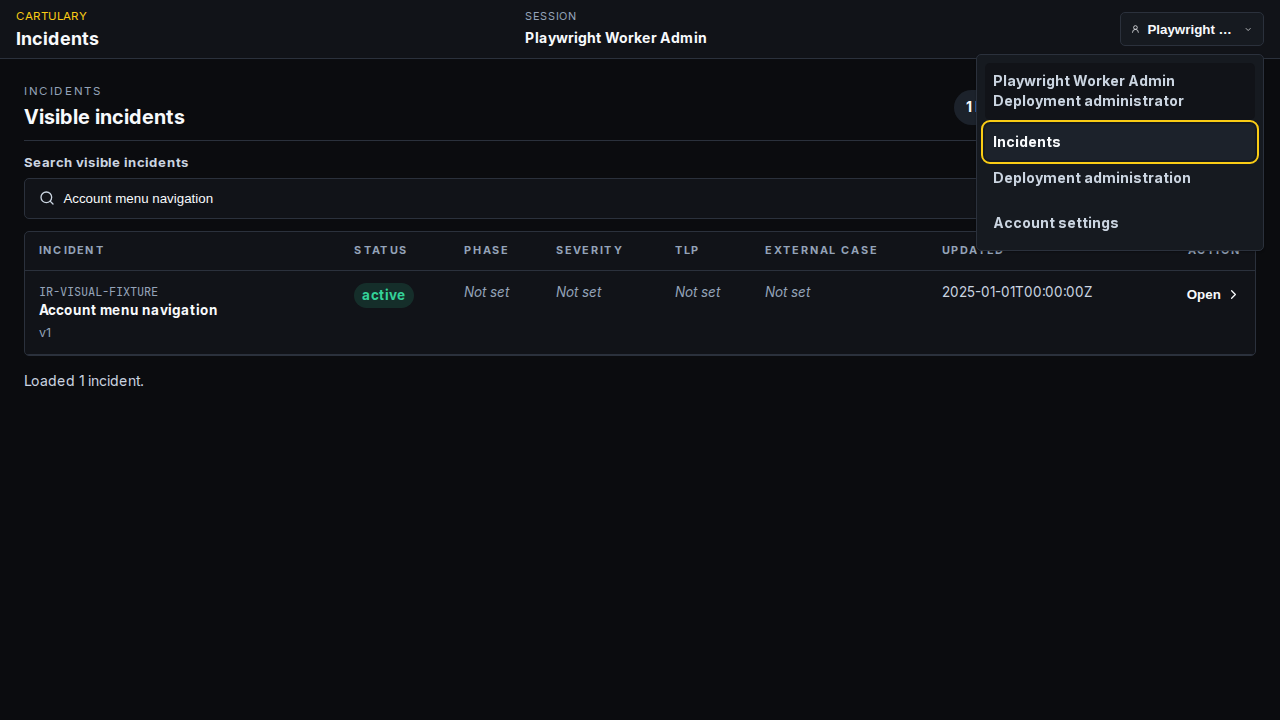 CARTULARY
Incidents
SESSION
Playwright Worker Admin
Playwright ...
Playwright Worker Admin
Deployment administrator
Incidents
Deployment administration
Account settings
INCIDENTS
Visible incidents
1
Search visible incidents
Account menu navigation
INCIDENT STATUS PHASE SEVERITY TLP EXTERNAL CASE UPDATED ACTION
IR-VISUAL-FIXTURE
Account menu navigation
v1
active Not set Not set Not set Not set 2025-01-01T00:00:00Z Open
Loaded 1 incident.